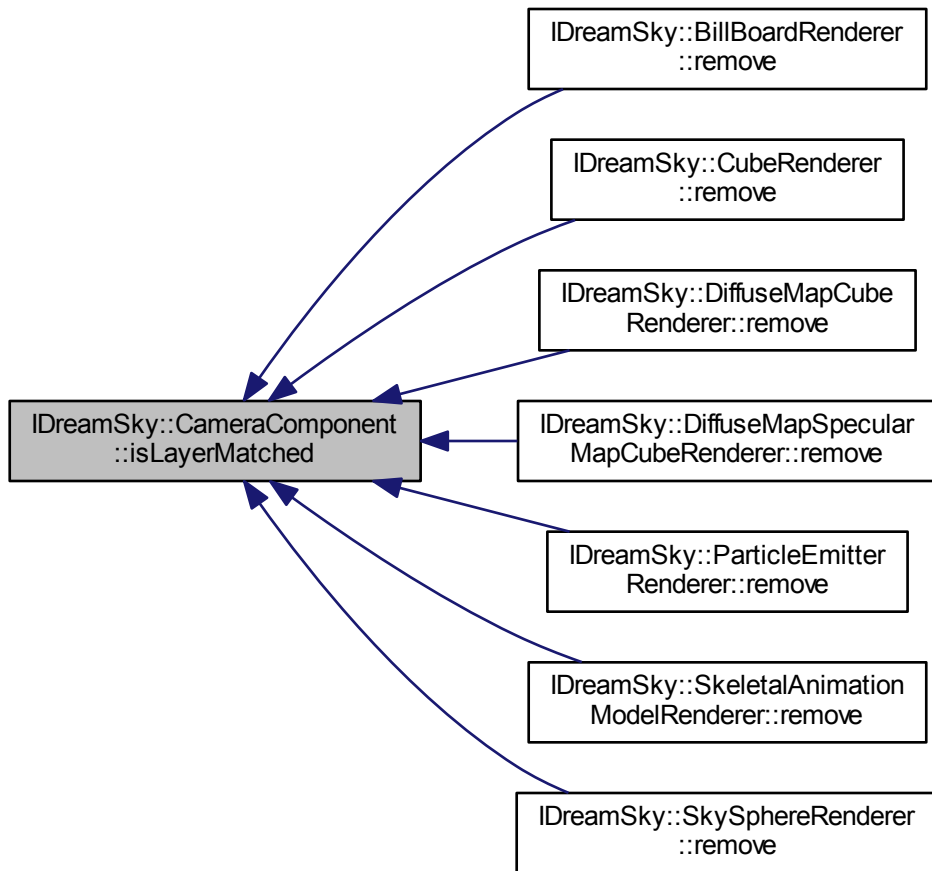 IDreamSky::BillBoardRenderer
::remove
IDreamSky::CubeRenderer
::remove
IDreamSky::DiffuseMapCube
Renderer::remove
IDreamSky::CameraComponent
::isLayerMatched
IDreamSky::DiffuseMapSpecular
MapCubeRenderer::remove
IDreamSky::ParticleEmitter
Renderer::remove
IDreamSky::SkeletalAnimation
ModelRenderer::remove
IDreamSky::SkySphereRenderer
::remove